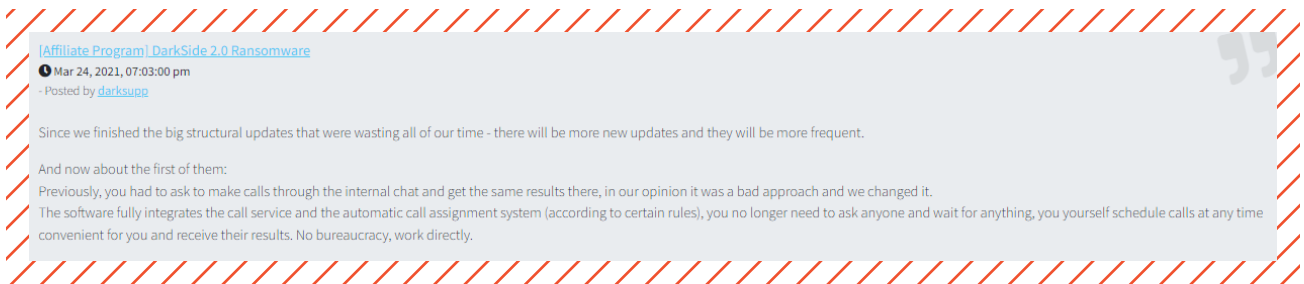 [Affiliate Program] DarkSide 2.0 Ransomware
Mar 24, 2021, 07:03:00 pm
- Posted by darksupp
Since we finished the big structural updates that were wasting all of our time - there will be more new updates and they will be more frequent.
And now about the first of them:
Previously, you had to ask to make calls through the internal chat and get the same results there, in our opinion it was a bad approach and we changed it.
The software fully integrates the call service and the automatic call assignment system (according to certain rules), you no longer need to ask anyone and wait for anything, you yourself schedule calls at any time
convenient for you and receive their results. No bureaucracy, work directly.